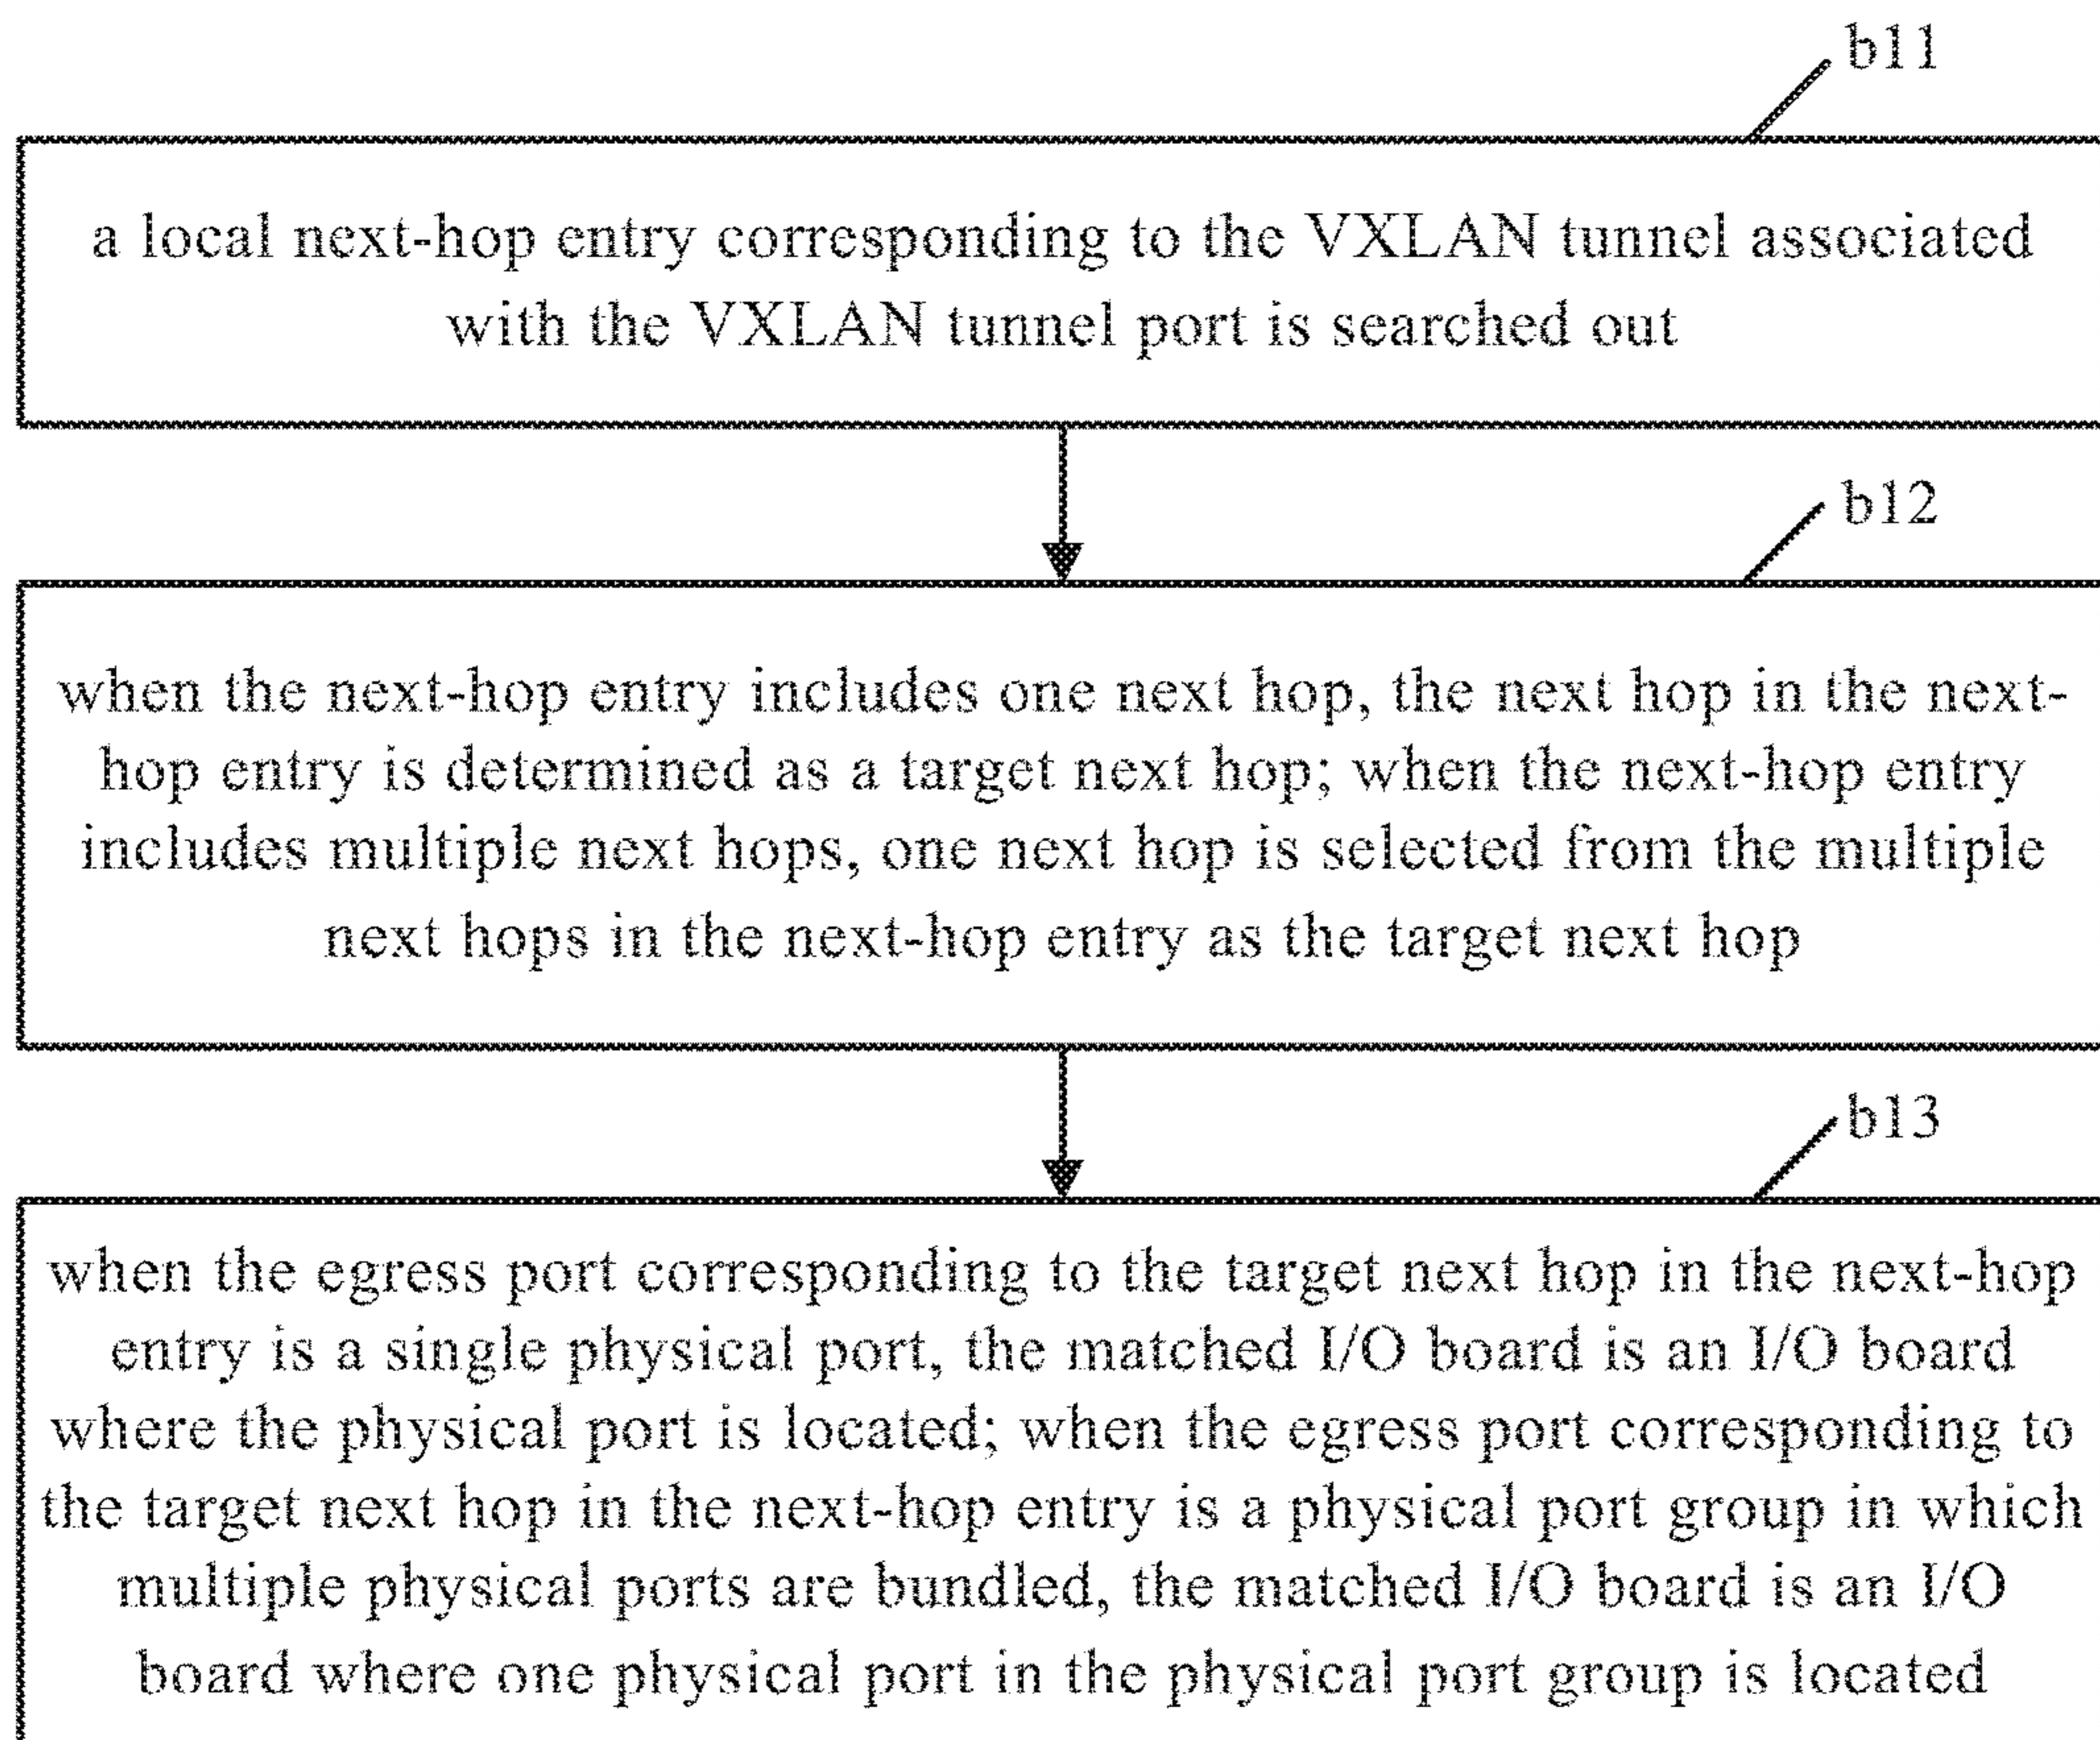 b11
a local next-hop entry corresponding to the VXLAN tunnel associated
with the VXLAN tunnel port is searched out
b12
when the next-hop entry includes one next hop, the next hop in the next-
hop entry is determined as a target next hop; when the next-hop entry
includes multiple next hops, one next hop is selected from the multiple
next hops in the next-hop entry as the target next hop
b13
when the egress port corresponding to the target next hop in the next-hop
entry is a single physical port, the matched I/O board is an I/O board
where the physical port is located; when the egress port corresponding to
the target next hop in the next-hop entry is a physical port group in which
multiple physical ports are bundled, the matched I/O board is an I/O
board where one physical port in the physical port group is located